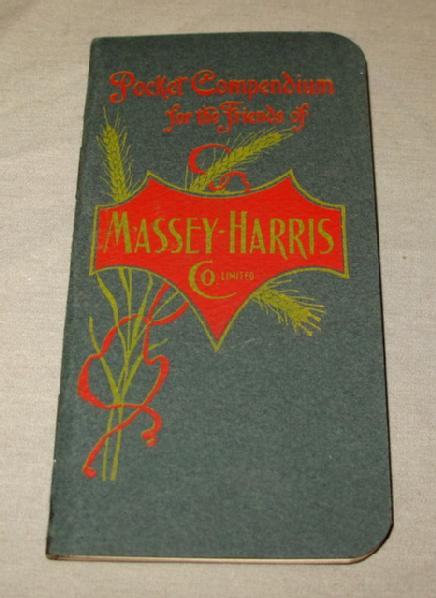 Pocket Compendium
for the Friends of
MASSEY-HARRIS
Co. LIMITED